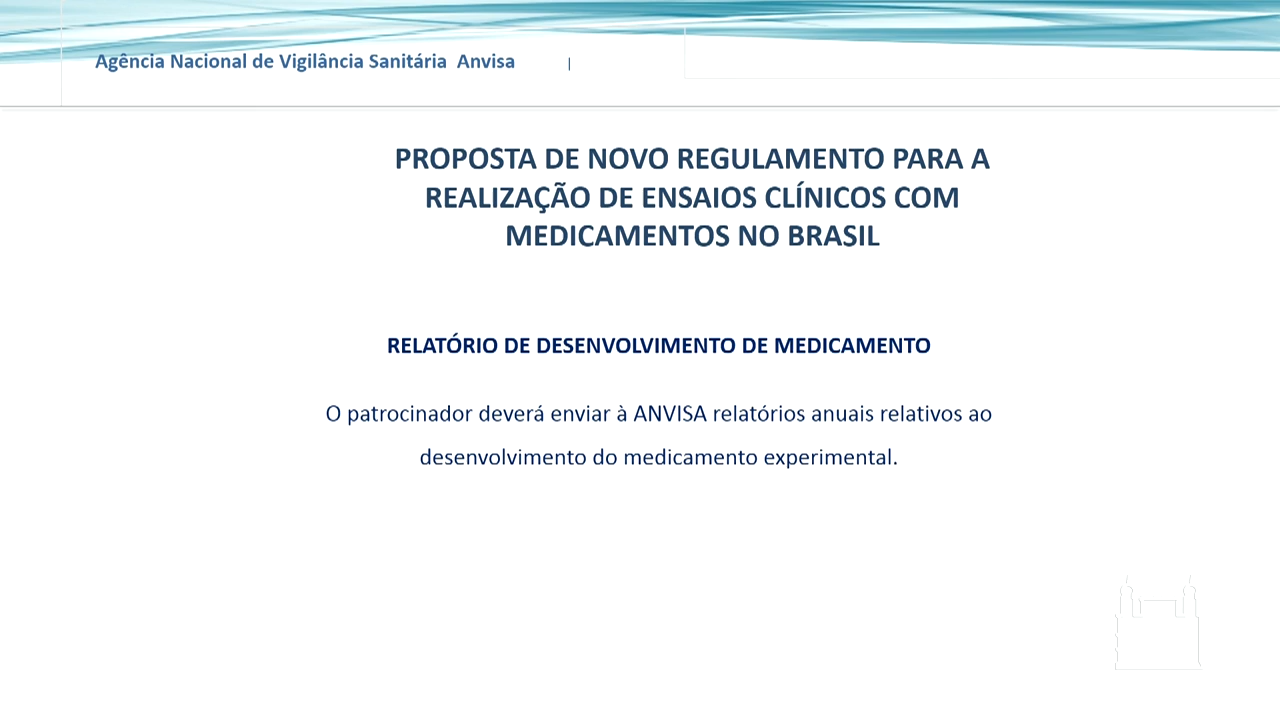 Agência Nacional de Vigilância Sanitária Anvisa |
PROPOSTA DE NOVO REGULAMENTO PARA A
REALIZAÇÃO DE ENSAIOS CLÍNICOS COM
MEDICAMENTOS NO BRASIL
RELATÓRIO DE DESENVOLVIMENTO DE MEDICAMENTO
O patrocinador deverá enviar à ANVISA relatórios anuais relativos ao
desenvolvimento do medicamento experimental.